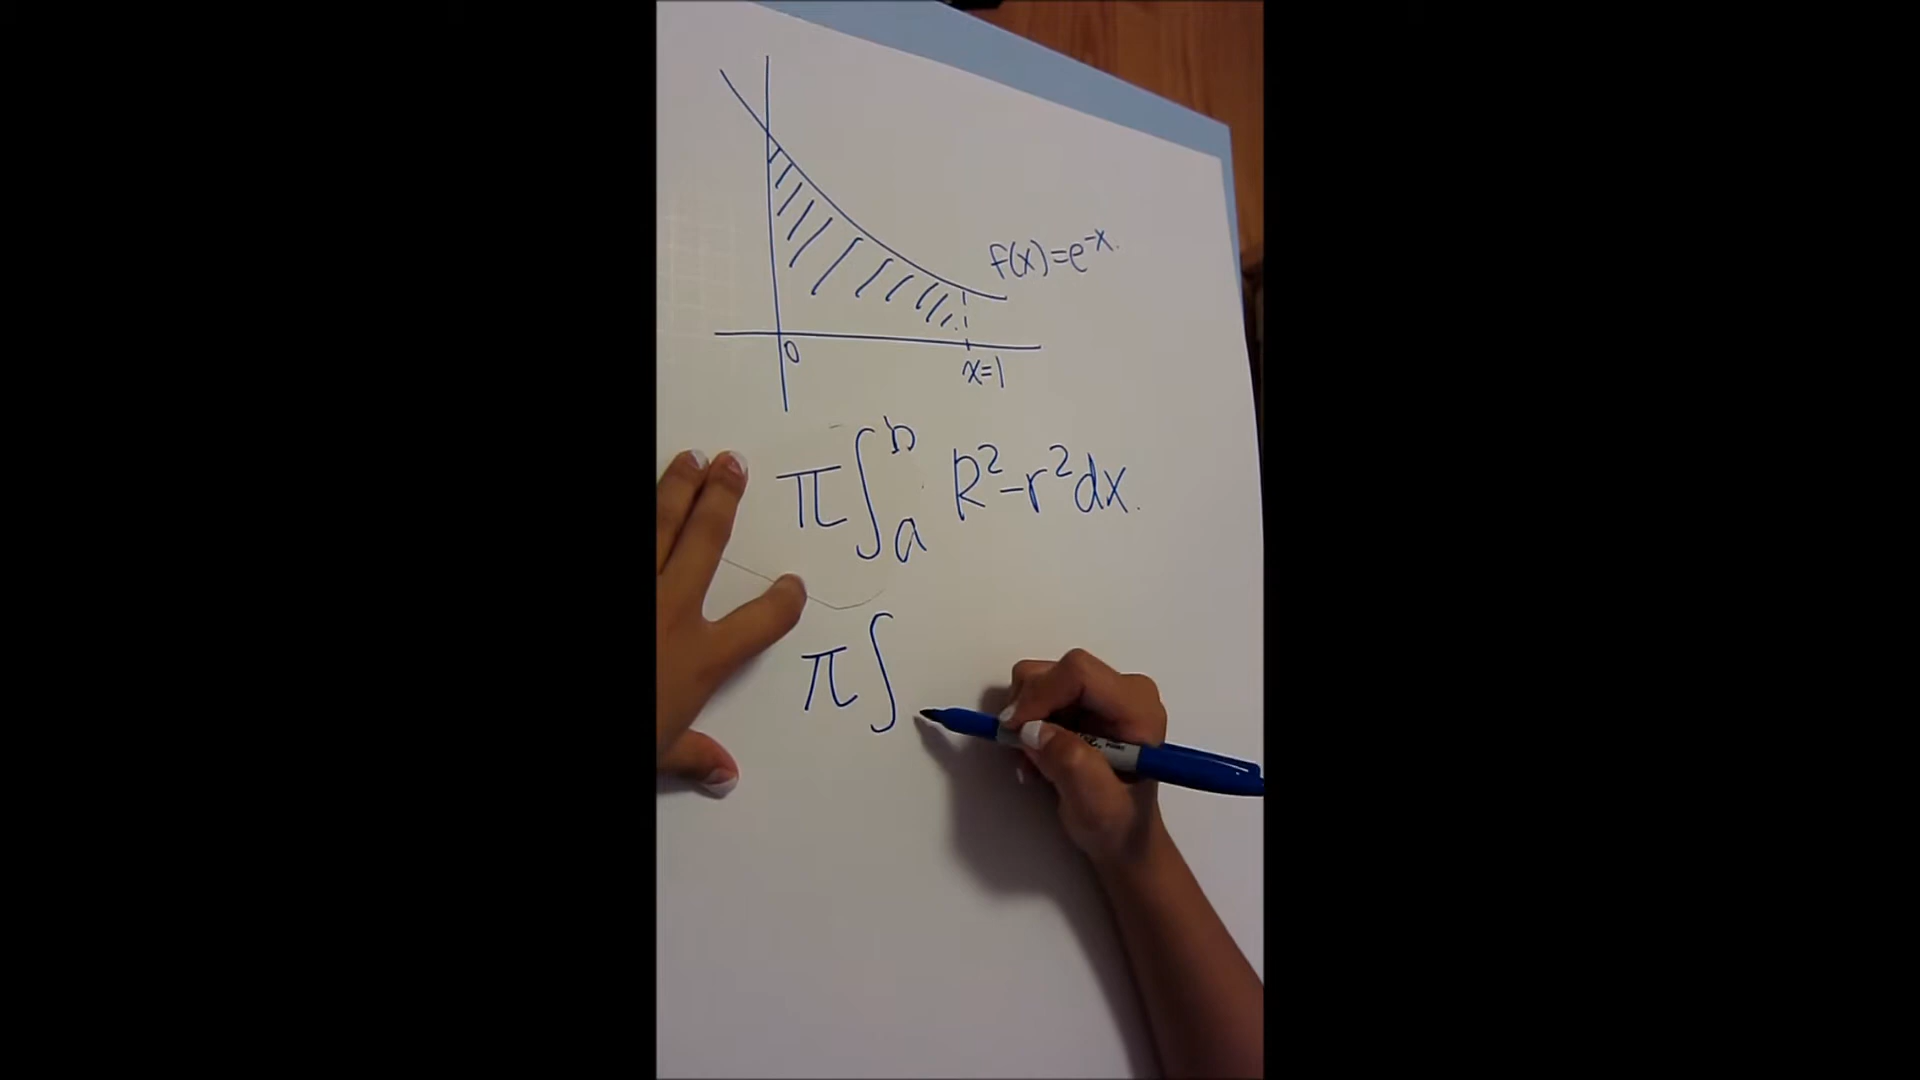 f(x)=e^-x.
0
x=1
π∫_a^b R²-r²dx.
π∫